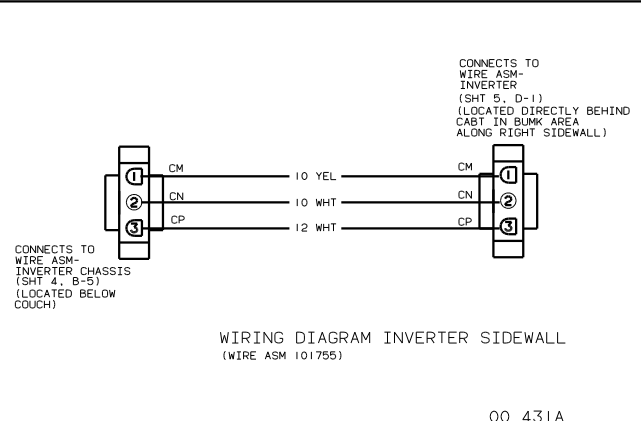 CONNECTS TO
WIRE ASM-
INVERTER
(SHT 5, D-1)
(LOCATED DIRECTLY BEHIND
CABT IN BUMK AREA
ALONG RIGHT SIDEWALL)
1 CM 10 YEL CM 1
2 CN 10 WHT CN 2
3 CP 12 WHT CP 3
CONNECTS TO
WIRE ASM-
INVERTER CHASSIS
(SHT 4, B-5)
(LOCATED BELOW
COUCH)
WIRING DIAGRAM INVERTER SIDEWALL
(WIRE ASM 101755)
00 431A